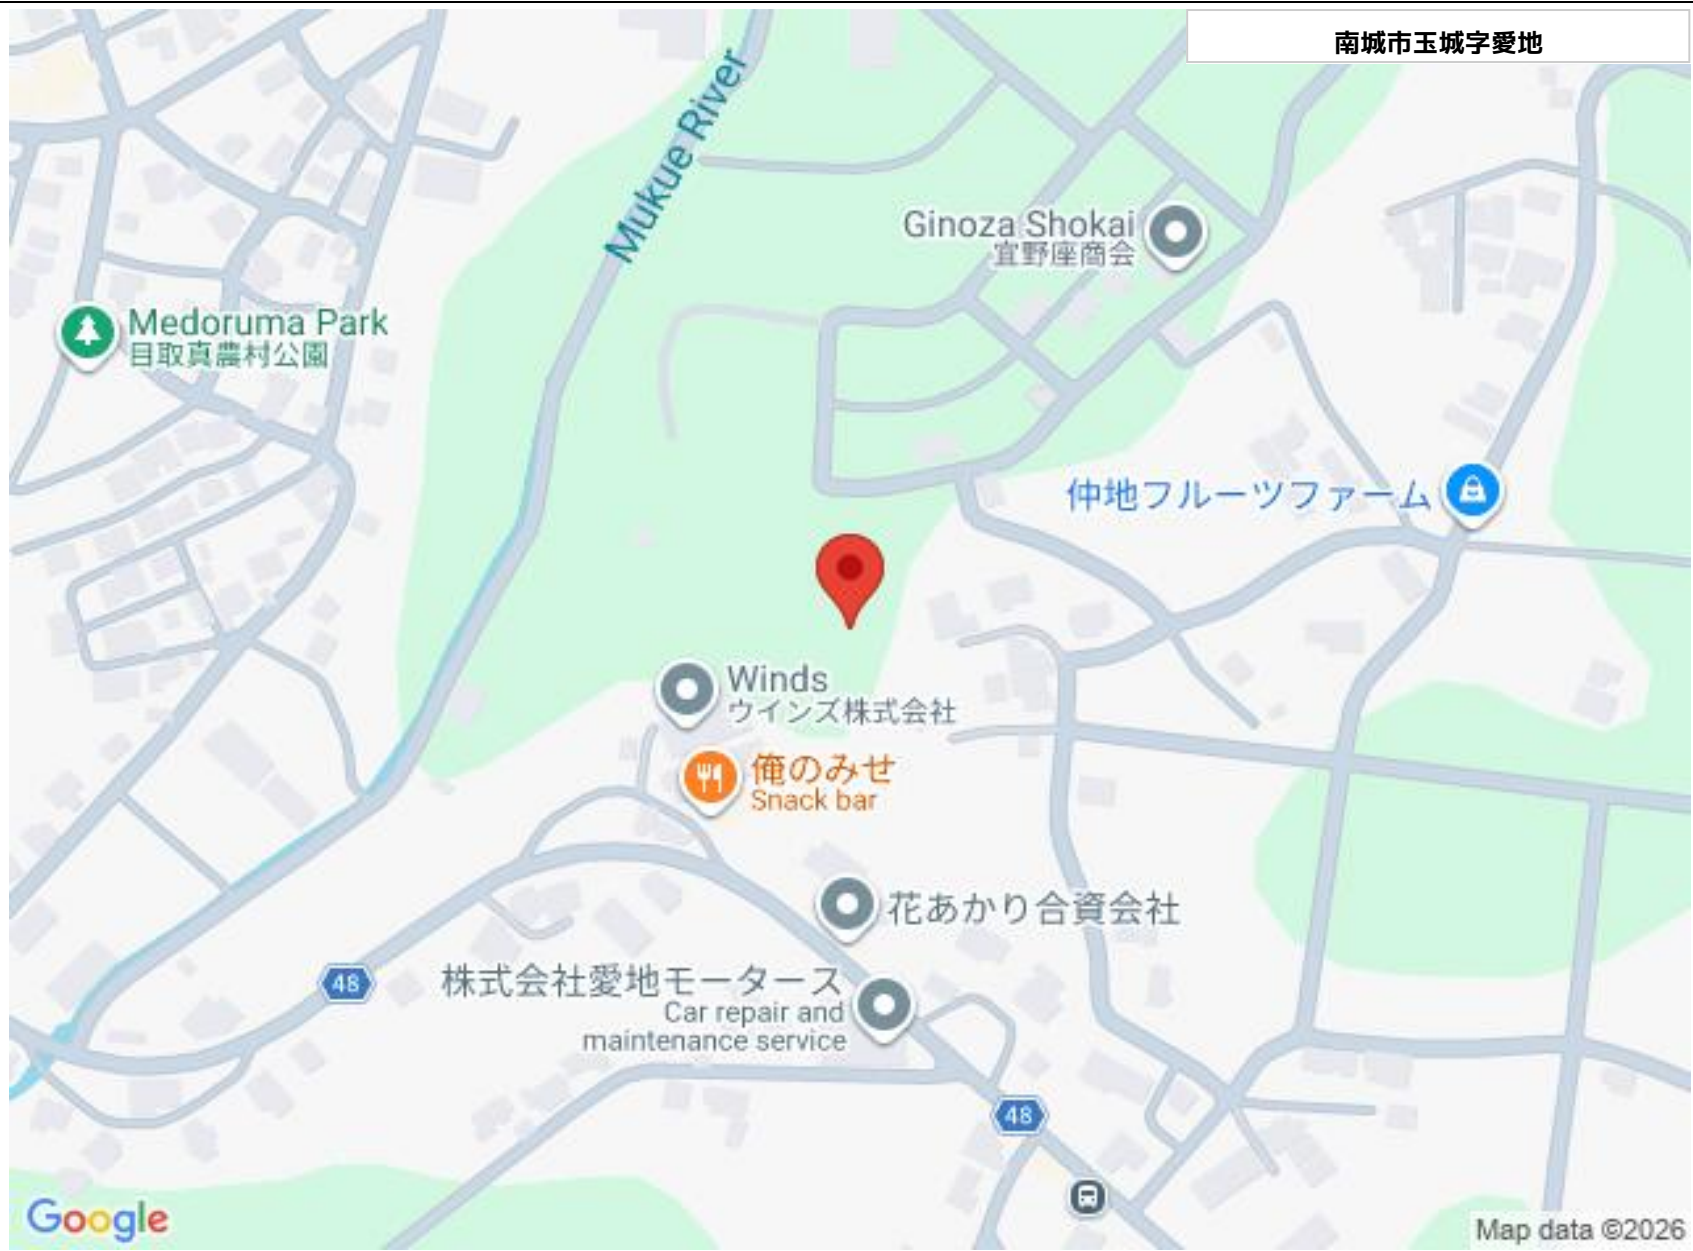 南城市玉城字愛地
Mukue River
Ginoza Shokai
宜野座商会
Medoruma Park
目取真農村公園
仲地フルーツファーム
Winds
ウインズ株式会社
俺のみせ
Snack bar
花あかり合資会社
48
株式会社愛地モータース
Car repair and
maintenance service
48
Google
Map data ©2026